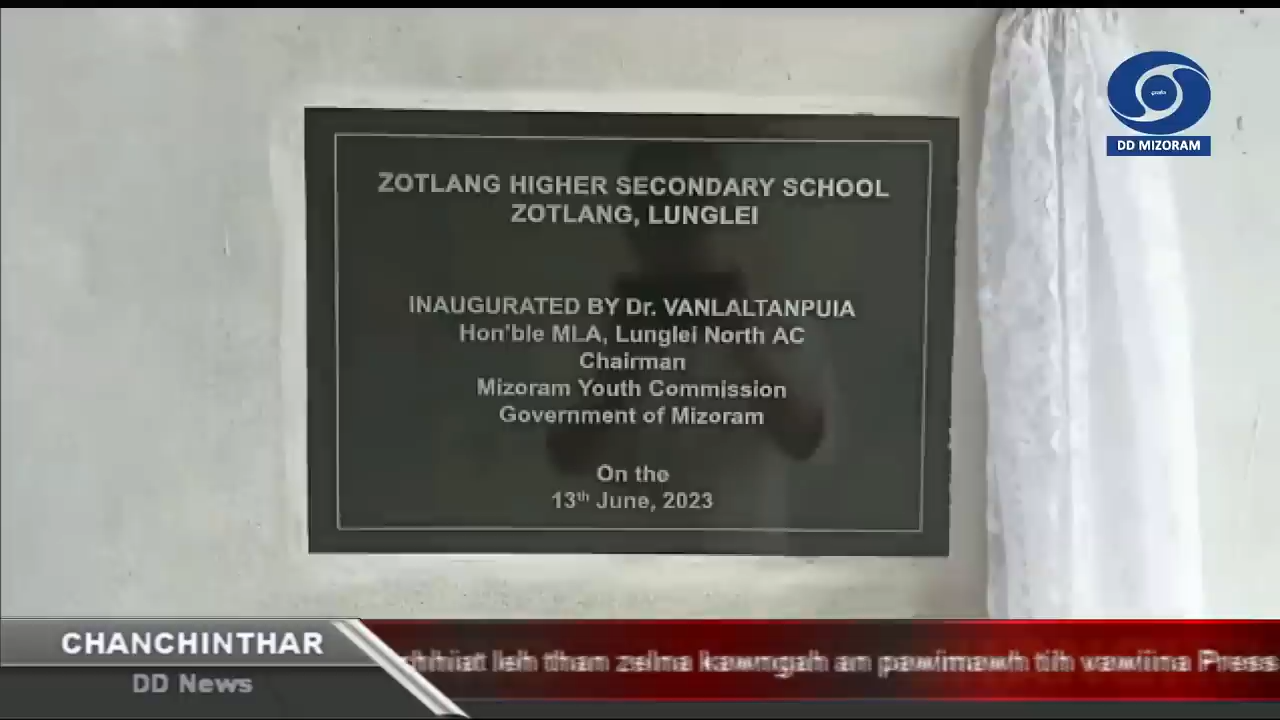 DD MIZORAM
ZOTLANG HIGHER SECONDARY SCHOOL
ZOTLANG, LUNGLEI
INAUGURATED BY Dr. VANLALTANPUIA
Hon'ble MLA, Lunglei North AC
Chairman
Mizoram Youth Commission
Government of Mizoram
On the
13th June, 2023
CHANCHINTHAR
DD News
leh than zelna kawngah an pawimawh tih vawiina Press